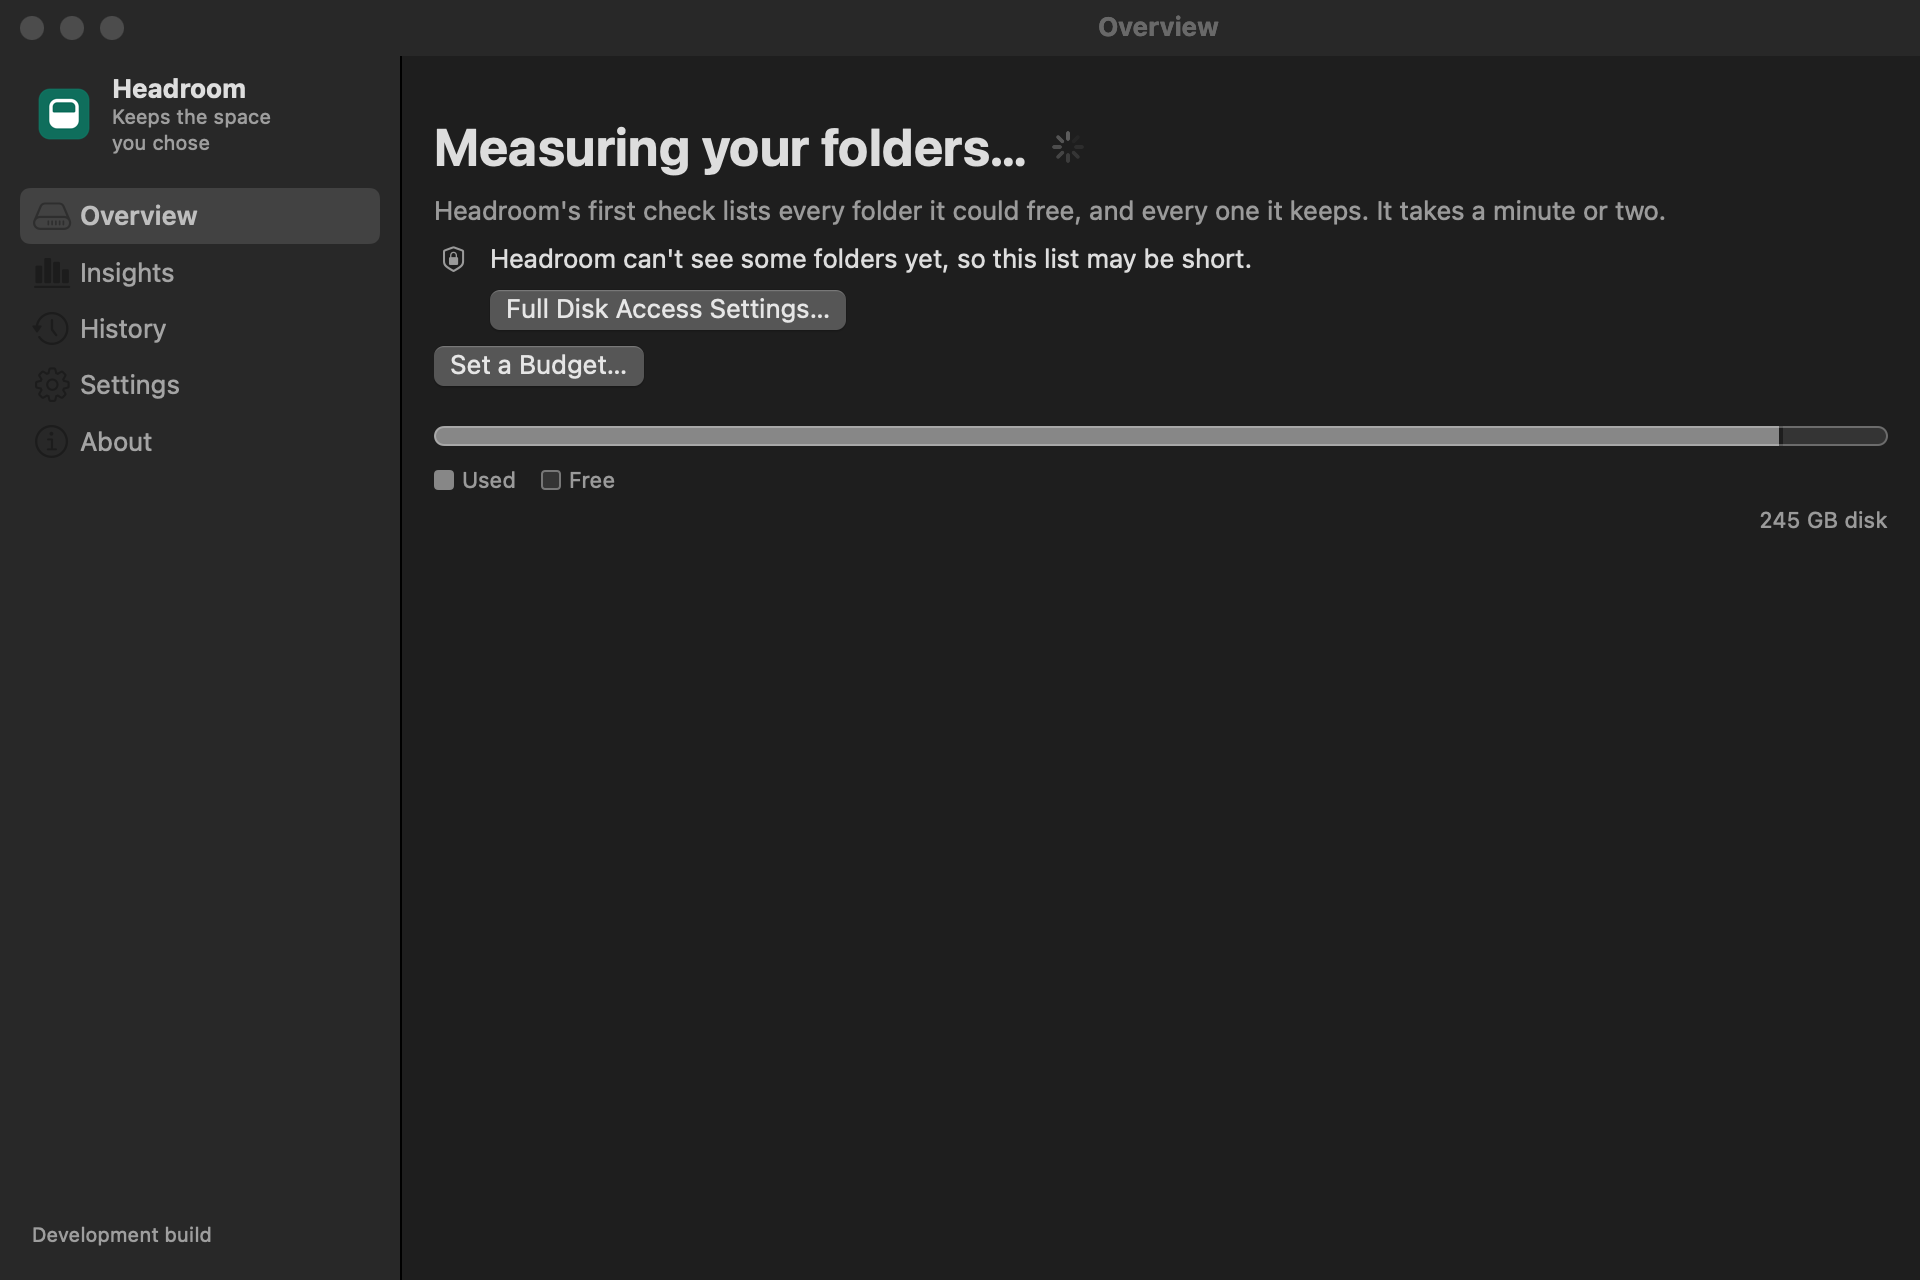 Overview
Headroom
Keeps the space
you chose
Overview
Insights
History
Settings
About
Development build
Measuring your folders...
Headroom's first check lists every folder it could free, and every one it keeps. It takes a minute or two.
Headroom can't see some folders yet, so this list may be short.
Full Disk Access Settings...
Set a Budget...
Used
Free
245 GB disk